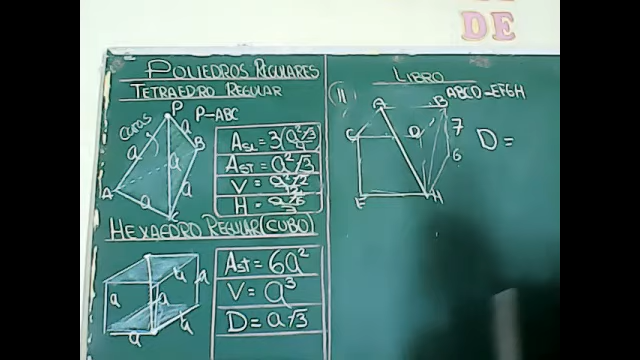 DE
POLIEDROS REGULARES
TETRAEDRO REGULAR
P
P-ABC
caras
a
a
B
a
a
A
a
ASL = 3(a²√3/4)
AST = a²√3
V = a³√2/12
H = a√6/3
HEXAEDRO REGULAR (CUBO)
a
a
a
a
a
a
AST = 6a²
V = a³
D = a√3
LIBRO
11
ABCD-EFGH
A
B
C
D
7
6
E
H
D =